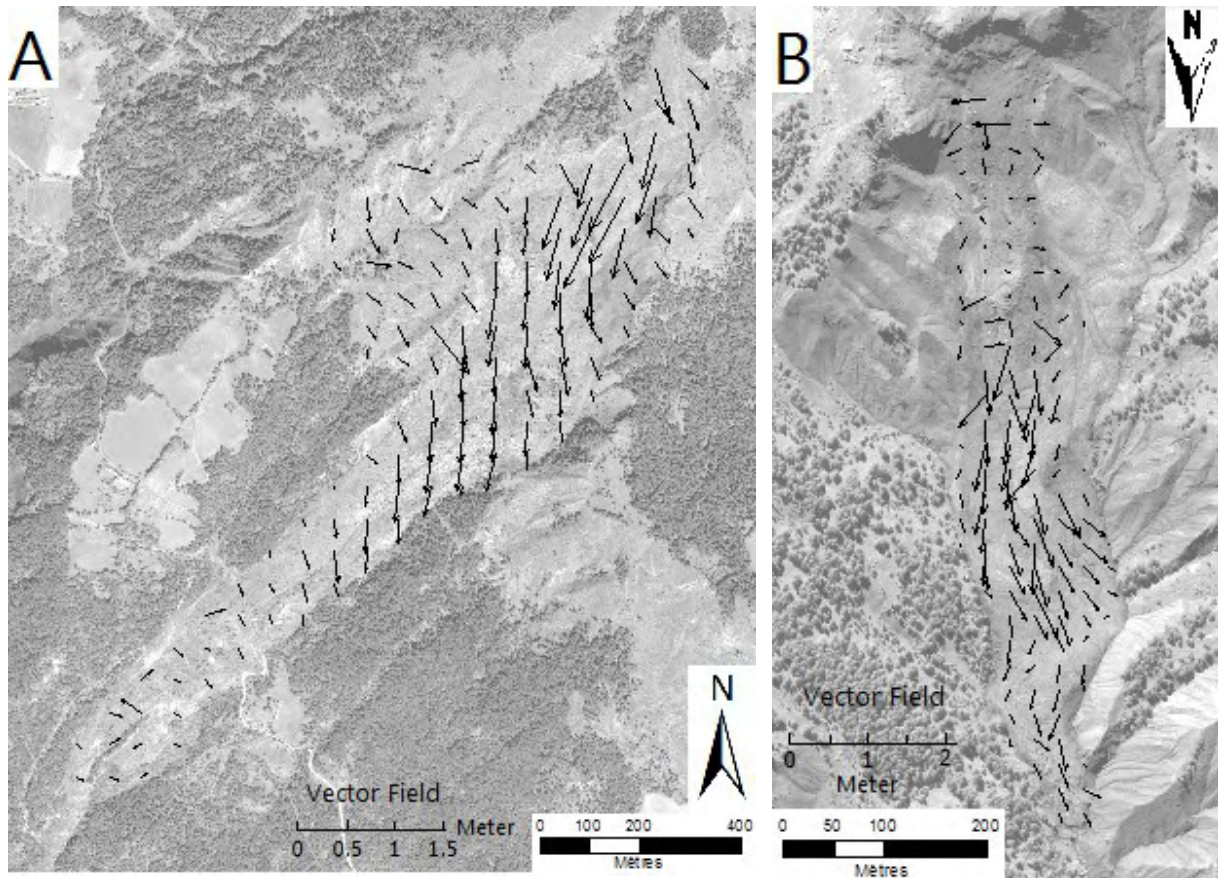 A
N
Vector Field
Meter
0 0.5 1 1.5
0 100 200 400
Mètres
B
N
Vector Field
0 1 2
Meter
0 50 100 200
Mètres